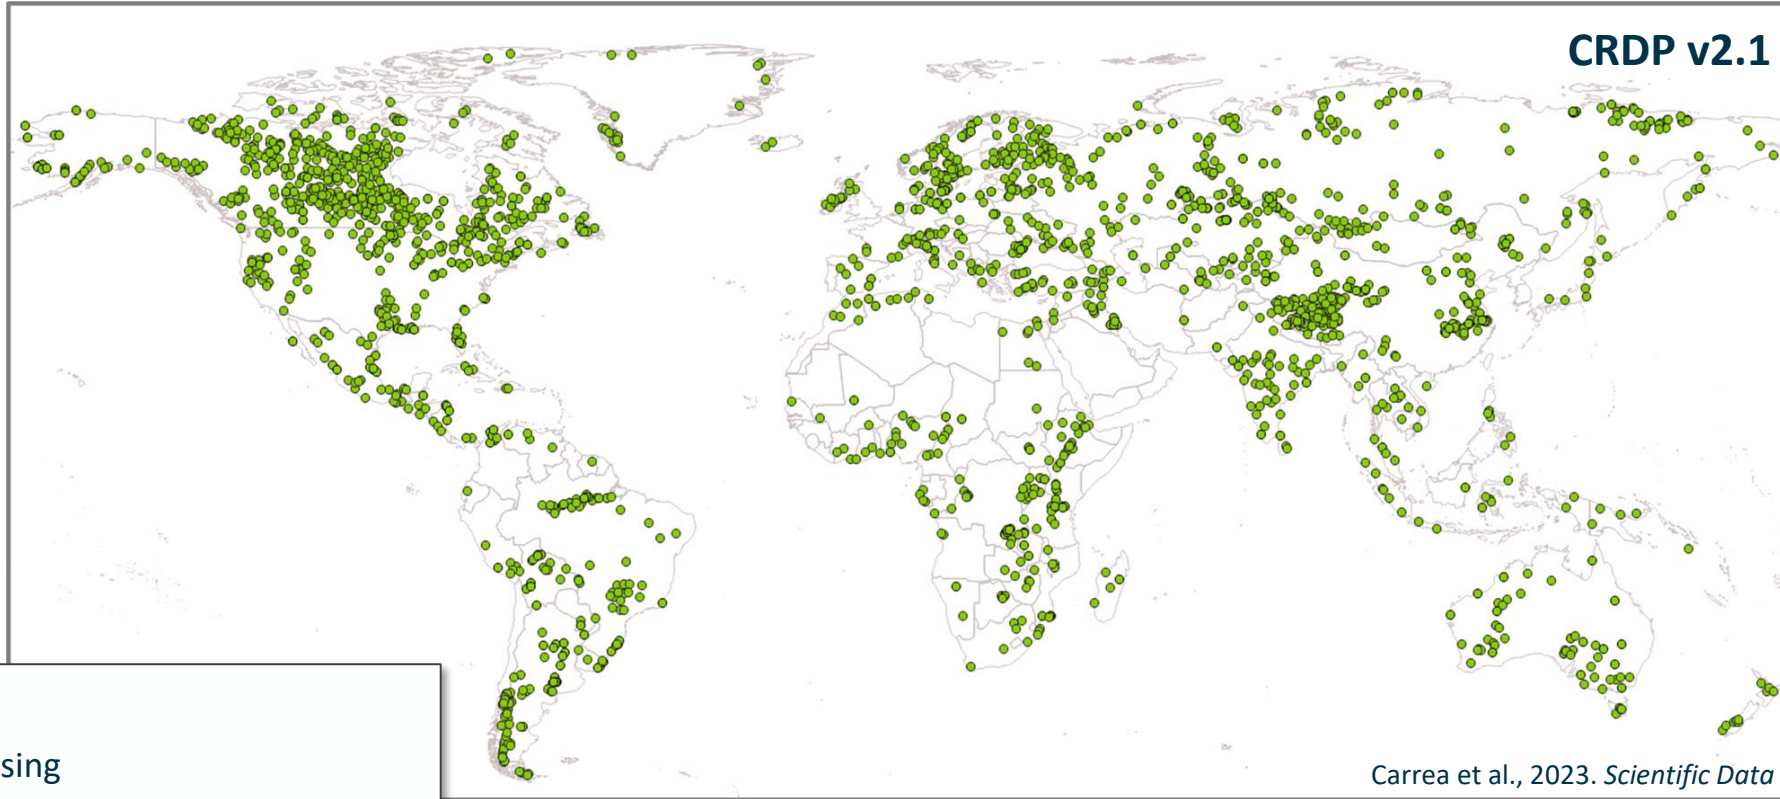 CRDP v2.1
sing
Carrea et al., 2023. Scientific Data